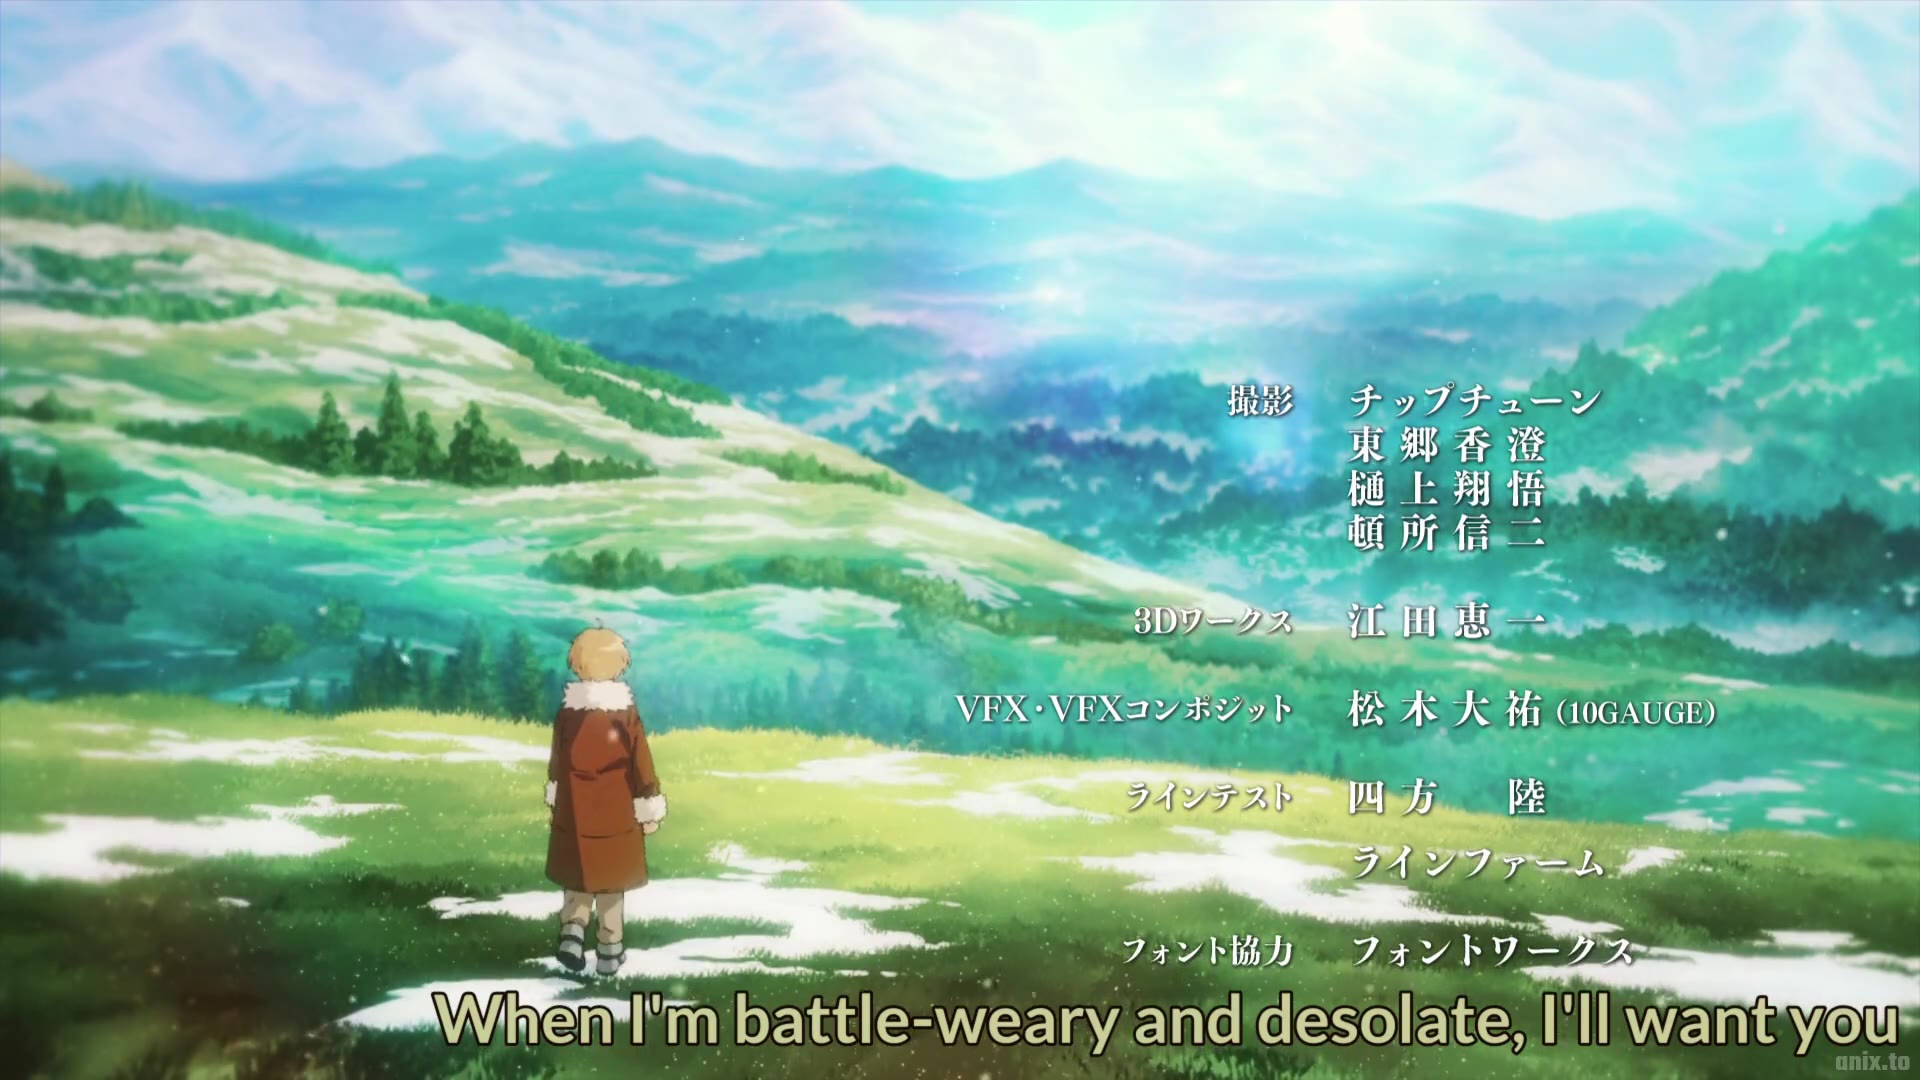 撮影 チップチューン
東郷香澄
樋上翔悟
頓所信二
3Dワークス 江田恵一
VFX・VFXコンポジット 松木大祐(10GAUGE)
ラインテスト 四方 陸
ラインファーム
フォント協力 フォントワークス
When I'm battle-weary and desolate, I'll want you
anix.to